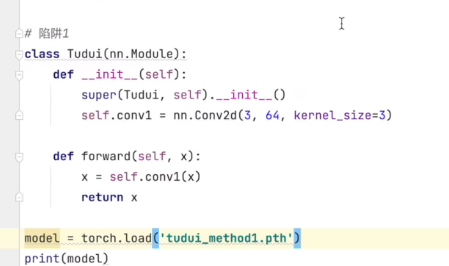 # 陷阱1
class Tudui(nn.Module):
    def __init__(self):
        super(Tudui, self).__init__()
        self.conv1 = nn.Conv2d(3, 64, kernel_size=3)
    def forward(self, x):
        x = self.conv1(x)
        return x
model = torch.load('tudui_method1.pth')
print(model)